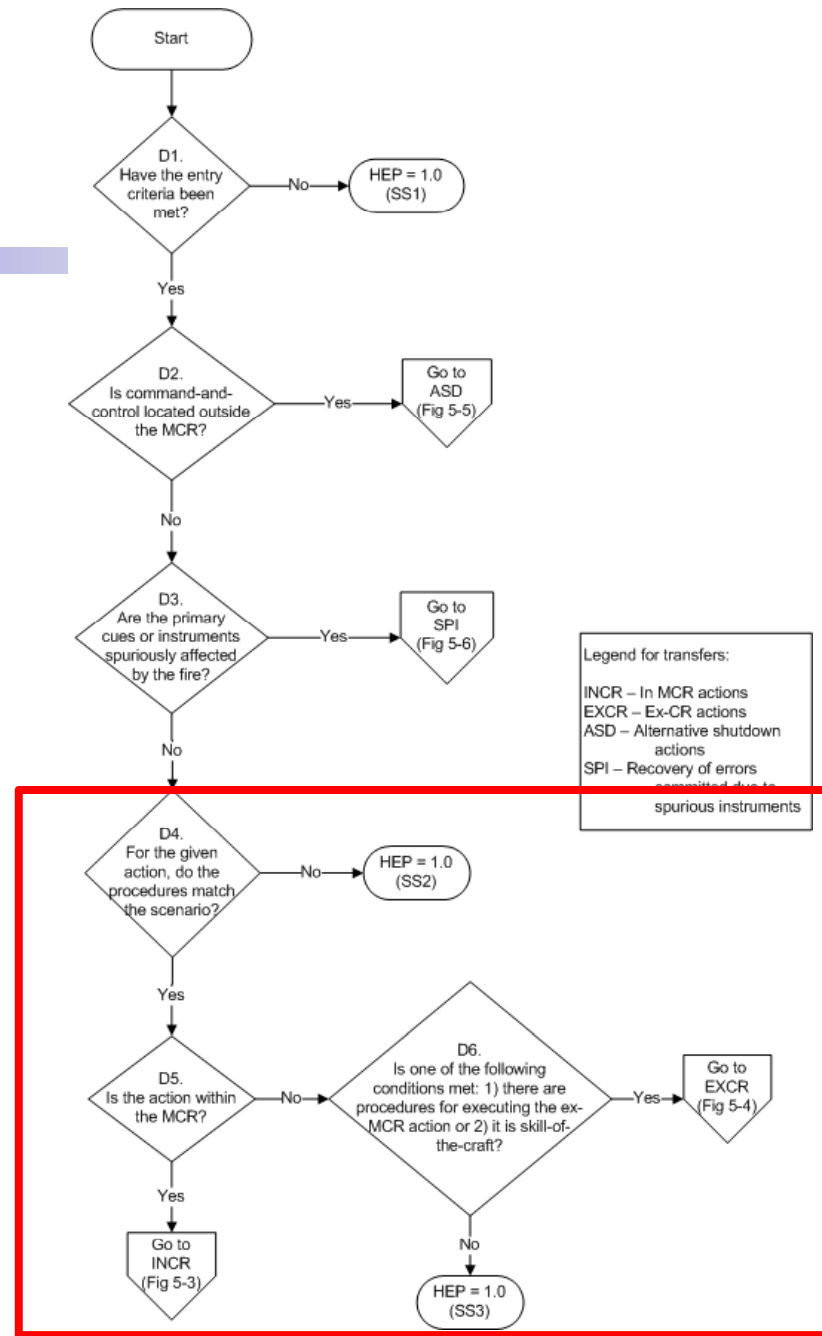 Start
D1.
Have the entry
criteria been
met?
No
HEP = 1.0
(SS1)
Yes
D2.
Is command-and-
control located outside
the MCR?
Yes
Go to
ASD
(Fig 5-5)
No
D3.
Are the primary
cues or instruments
spuriously affected
by the fire?
Yes
Go to
SPI
(Fig 5-6)
No
Legend for transfers:
INCR – In MCR actions
EXCR – Ex-CR actions
ASD – Alternative shutdown
actions
SPI – Recovery of errors
committed due to
spurious instruments
D4.
For the given
action, do the
procedures match
the scenario?
No
HEP = 1.0
(SS2)
Yes
D5.
Is the action within
the MCR?
No
D6.
Is one of the following
conditions met: 1) there are
procedures for executing the ex-
MCR action or 2) it is skill-of-
the-craft?
Yes
Go to
EXCR
(Fig 5-4)
Yes
Go to
INCR
(Fig 5-3)
No
HEP = 1.0
(SS3)